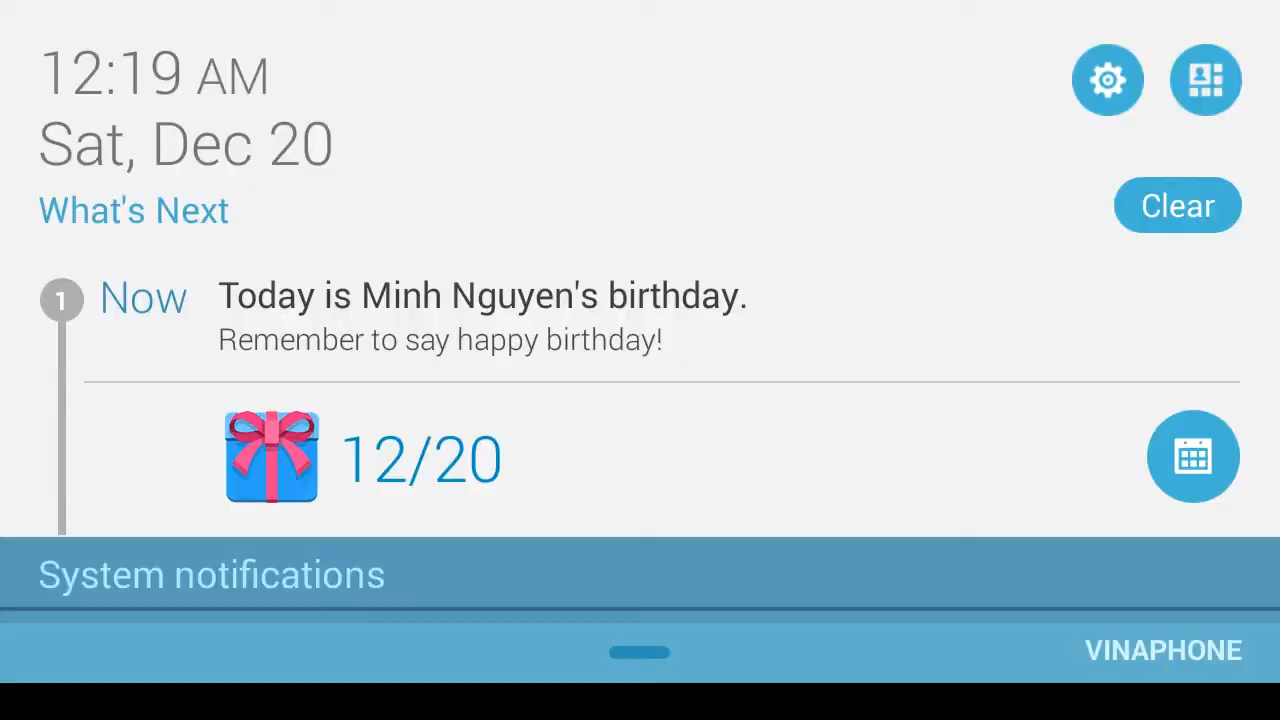 12:19 AM
Sat, Dec 20
What's Next
Clear
1 Now Today is Minh Nguyen's birthday.
Remember to say happy birthday!
12/20
System notifications
VINAPHONE